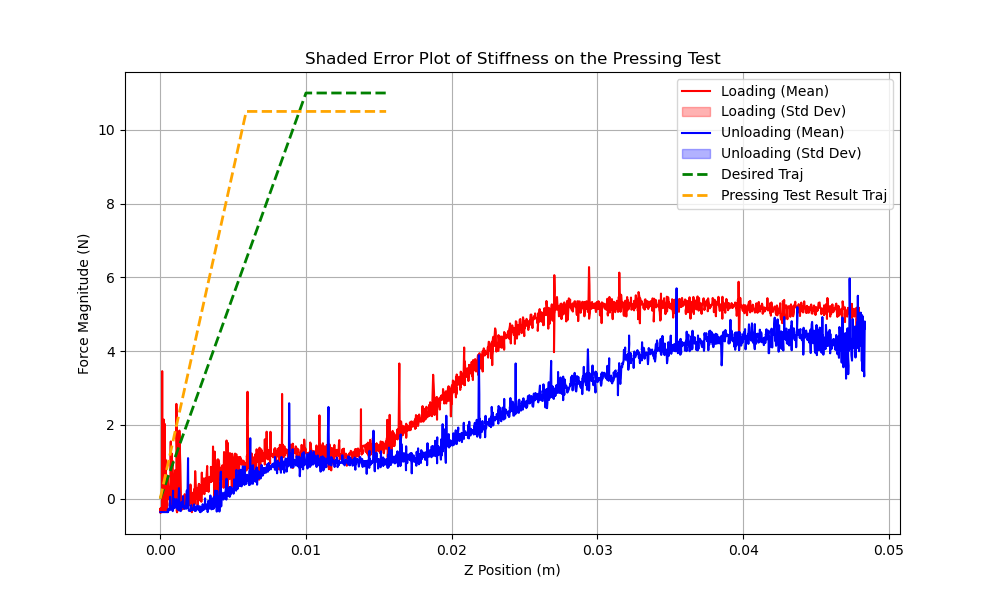 Shaded Error Plot of Stiffness on the Pressing Test
Loading (Mean)
Loading (Std Dev)
Unloading (Mean)
Unloading (Std Dev)
Desired Traj
Pressing Test Result Traj
10
8
6
4
2
0
Force Magnitude (N)
0.00 0.01 0.02 0.03 0.04 0.05
Z Position (m)